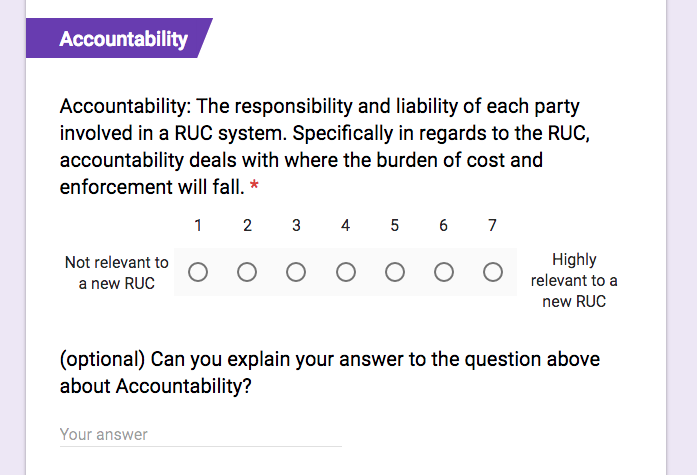 Accountability
Accountability: The responsibility and liability of each party
involved in a RUC system. Specifically in regards to the RUC,
accountability deals with where the burden of cost and
enforcement will fall. *
1 2 3 4 5 6 7
Not relevant to
a new RUC
Highly
relevant to a
new RUC
(optional) Can you explain your answer to the question above
about Accountability?
Your answer